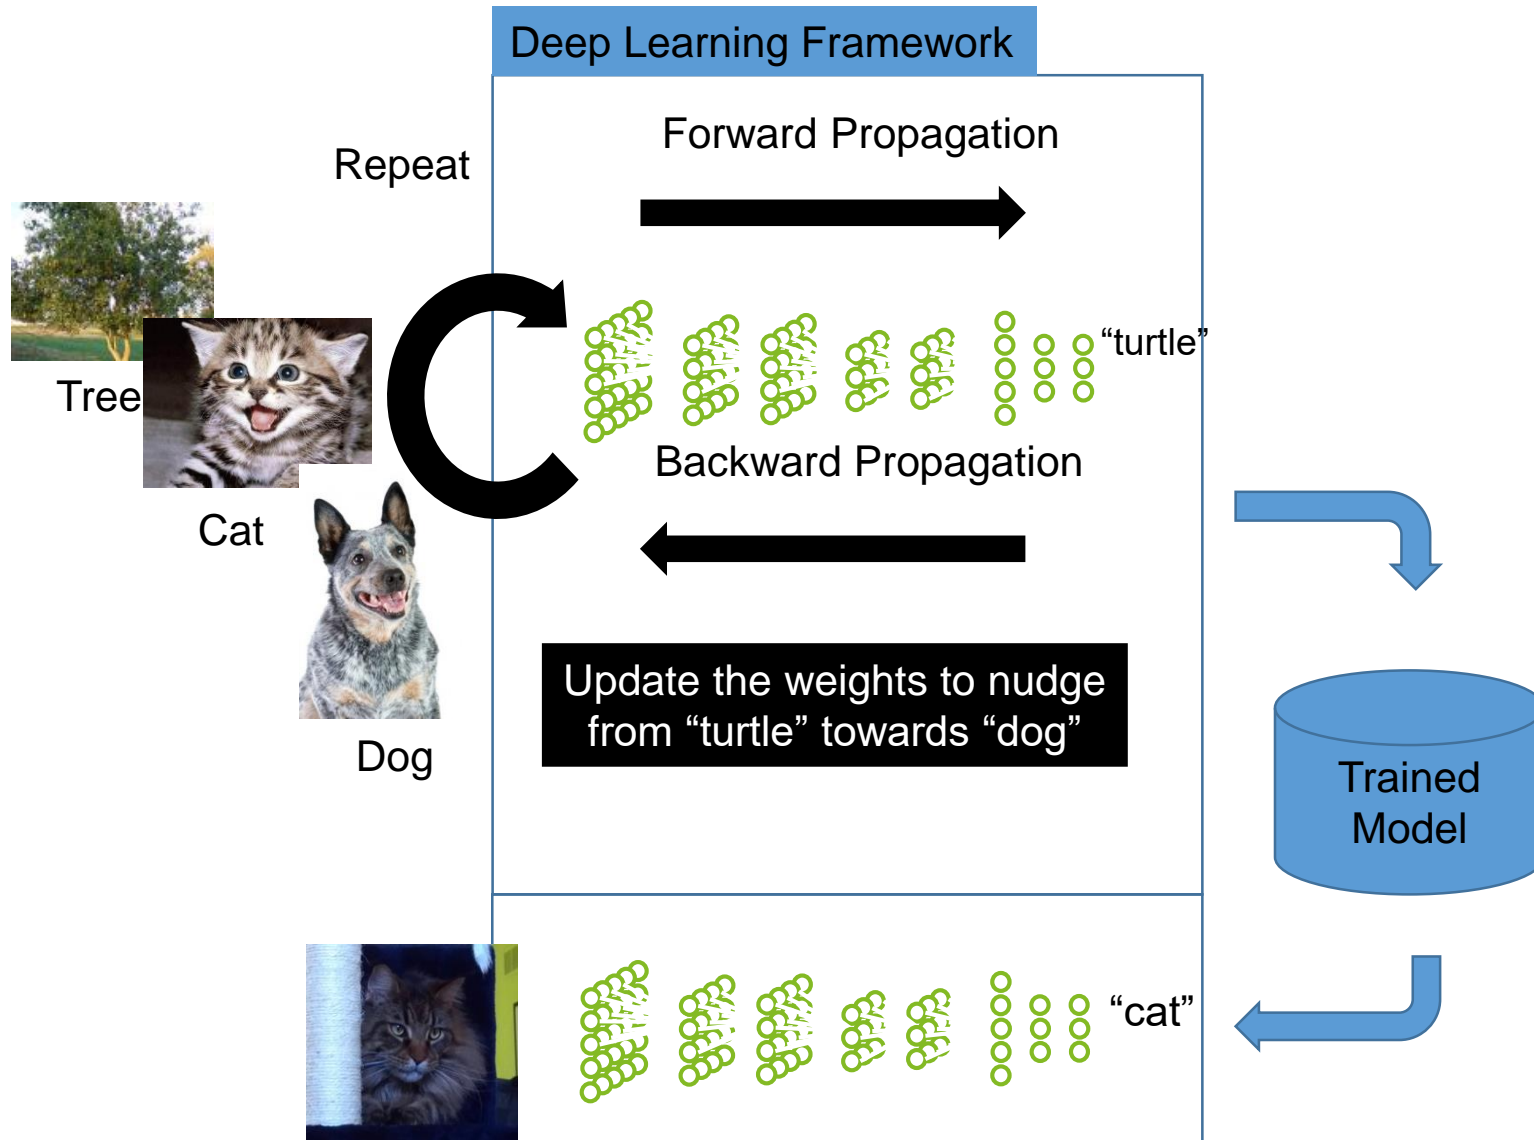 Deep Learning Framework
Forward Propagation
Repeat
“turtle”
Tree
Backward Propagation
Cat
Update the weights to nudge
from “turtle” towards “dog”
Dog
Trained
Model
“cat”